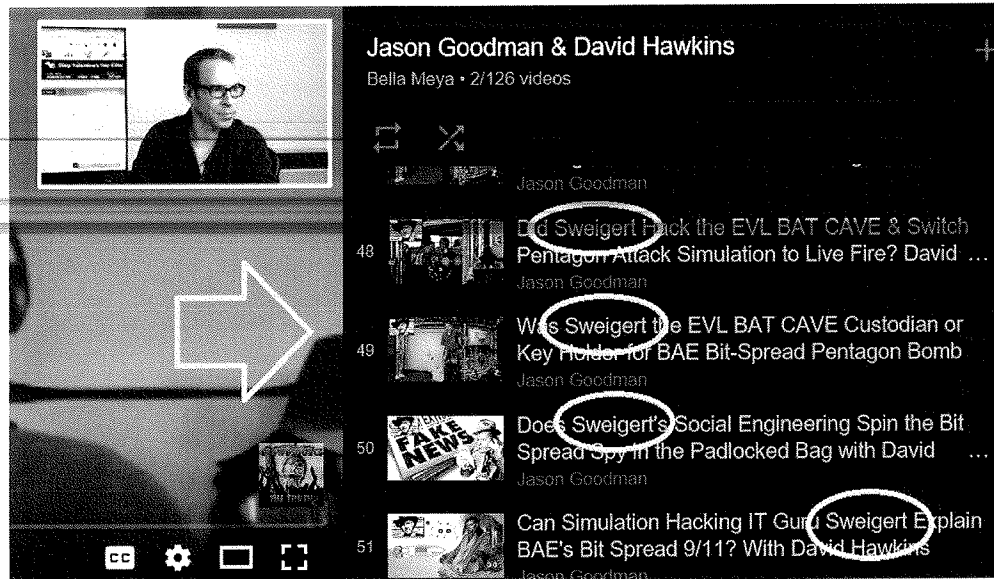 Jason Goodman & David Hawkins
Bella Meya • 2/126 videos
Jason Goodman
48
Did Sweigert Hack the EVL BAT CAVE & Switch
Pentagon Attack Simulation to Live Fire? David ...
Jason Goodman
49
Was Sweigert the EVL BAT CAVE Custodian or
Key Holder for BAE Bit-Spread Pentagon Bomb
Jason Goodman
50
FAKE
NEWS
Does Sweigert's Social Engineering Spin the Bit
Spread Spy in the Padlocked Bag with David ...
Jason Goodman
51
Can Simulation Hacking IT Guru Sweigert Explain
BAE's Bit Spread 9/11? With David Hawkins
Jason Goodman
CC